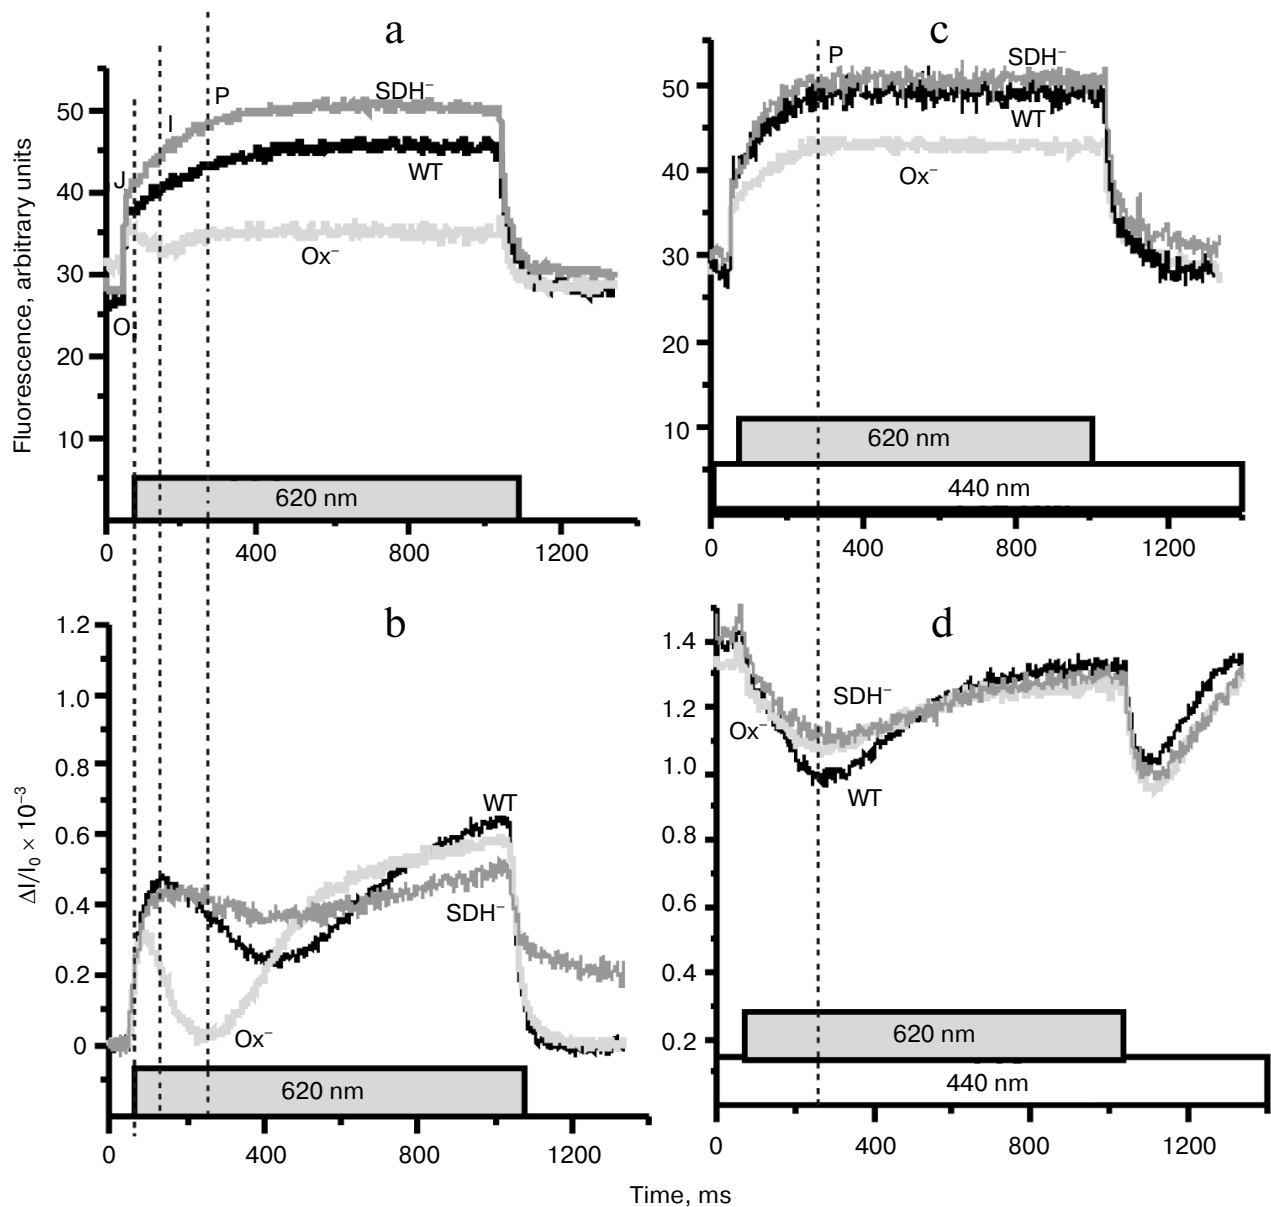 a
Fluorescence, arbitrary units
50
40
30
20
10
O
J
I
P
SDH⁻
WT
Ox⁻
620 nm
0 400 800 1200
c
50
40
30
20
10
P
SDH⁻
WT
Ox⁻
620 nm
440 nm
0 400 800 1200
b
ΔI/I₀ × 10⁻³
1.2
1.0
0.8
0.6
0.4
0.2
0
WT
SDH⁻
Ox⁻
620 nm
0 400 800 1200
d
1.4
1.2
1.0
0.8
0.6
0.4
0.2
SDH⁻
Ox⁻
WT
620 nm
440 nm
0 400 800 1200
Time, ms